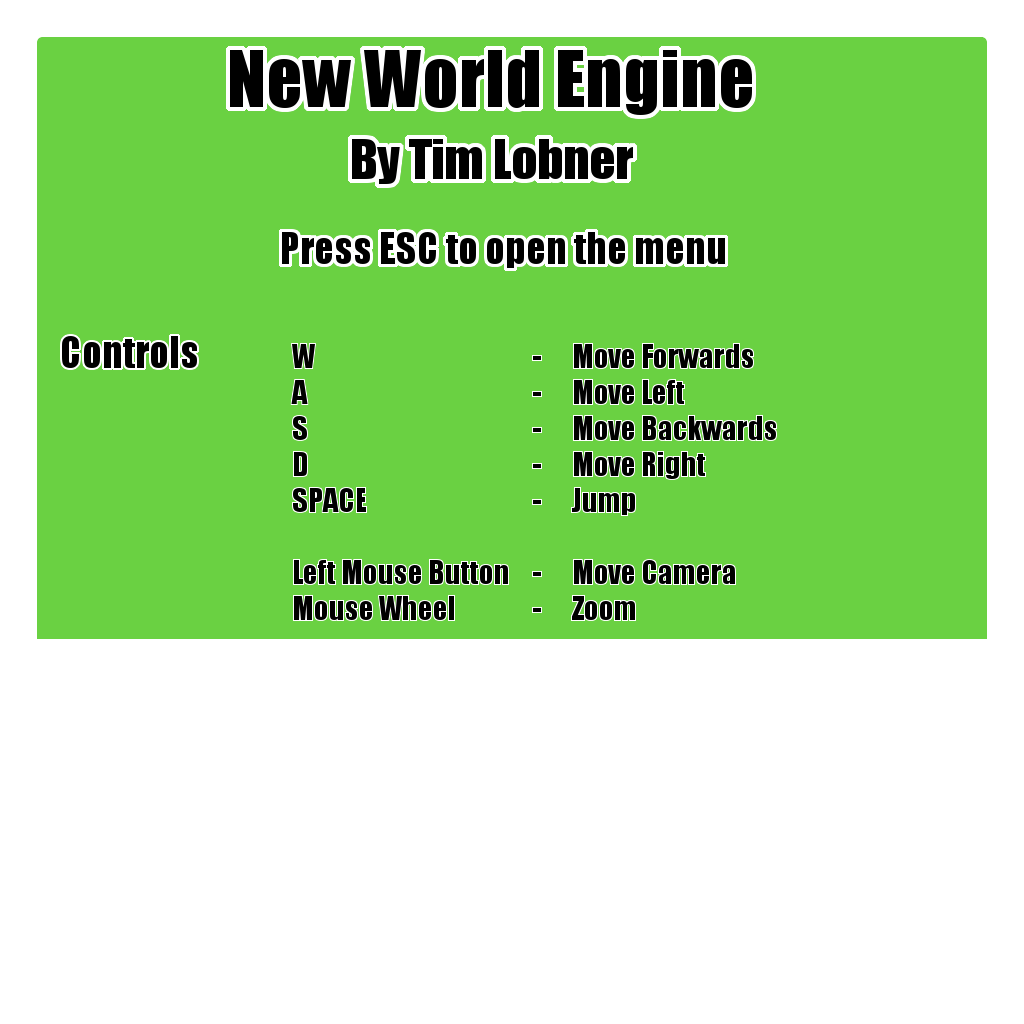 New World Engine
By Tim Lobner
Press ESC to open the menu
Controls
W - Move Forwards
A - Move Left
S - Move Backwards
D - Move Right
SPACE - Jump
Left Mouse Button - Move Camera
Mouse Wheel - Zoom